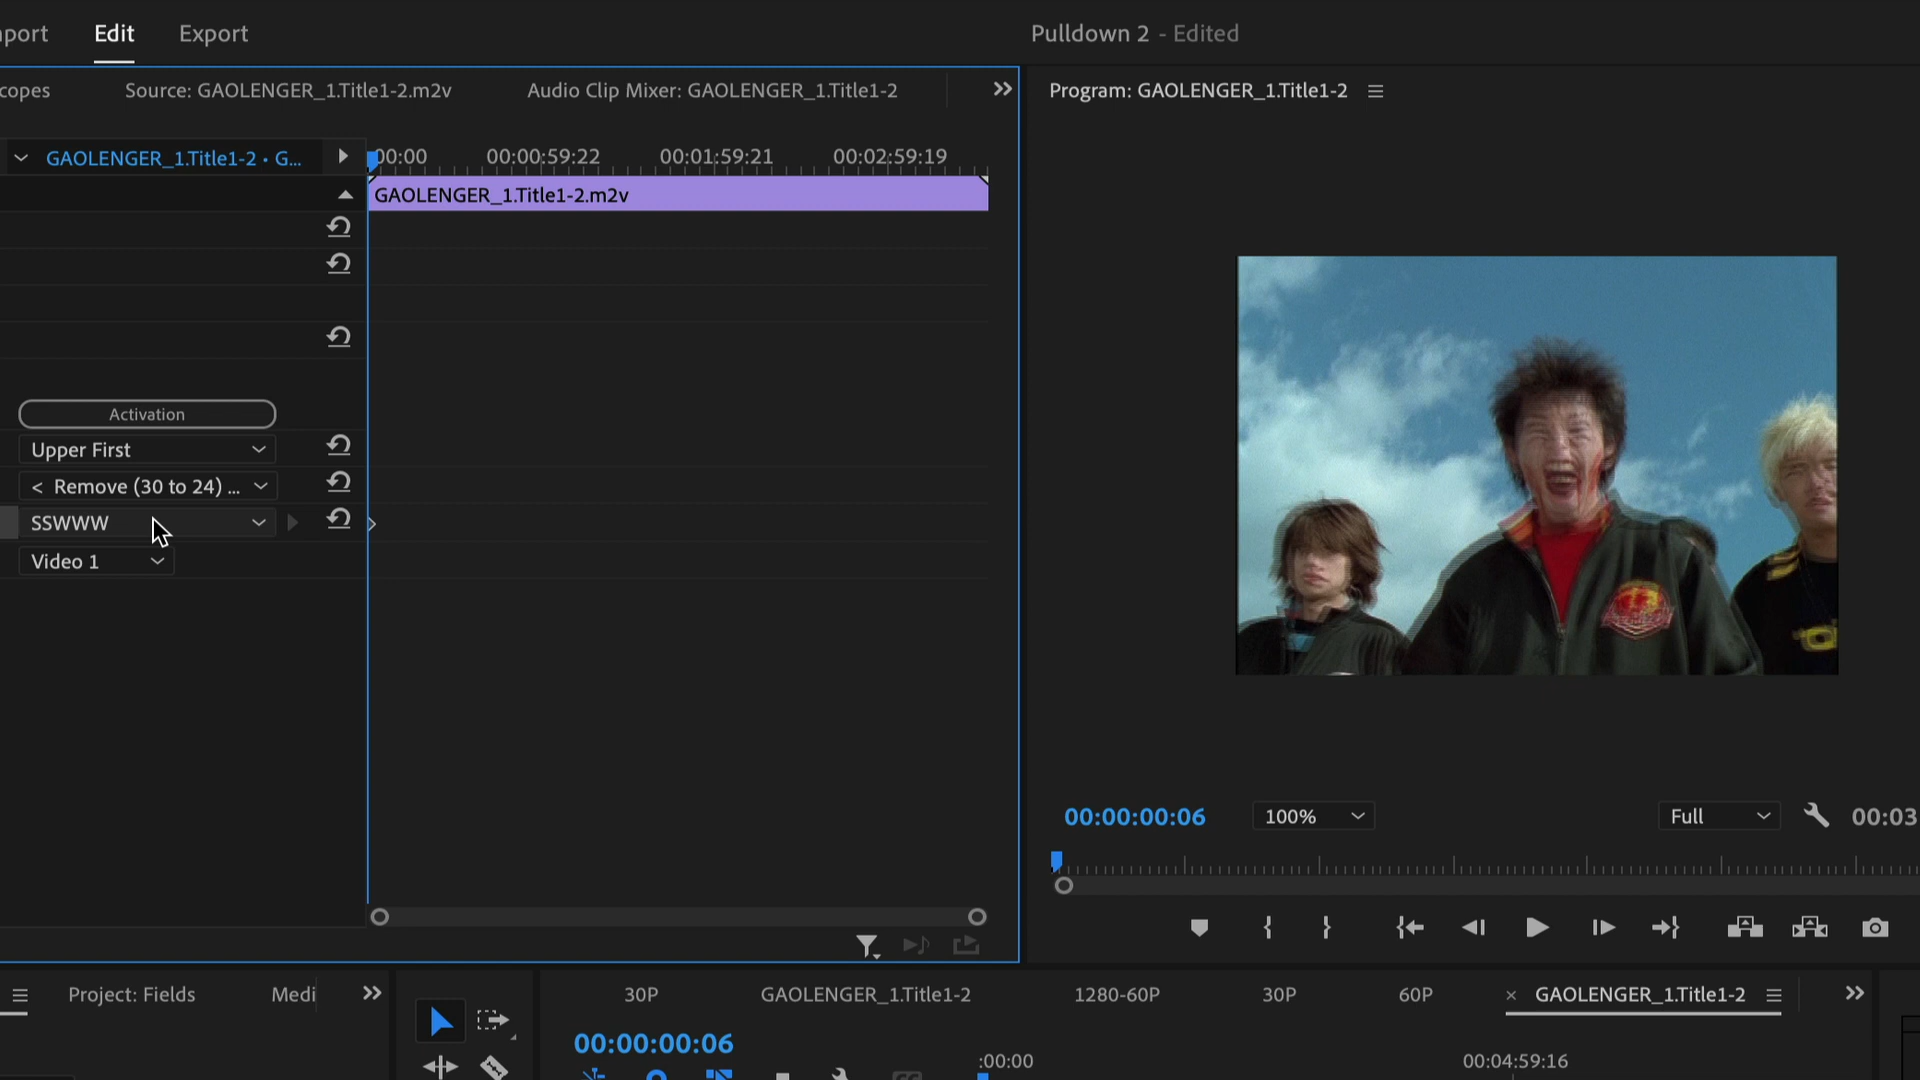 port Edit Export Pulldown 2 - Edited
copes Source: GAOLENGER_1.Title1-2.m2v Audio Clip Mixer: GAOLENGER_1.Title1-2 Program: GAOLENGER_1.Title1-2
GAOLENGER_1.Title1-2 • G... 00:00 00:00:59:22 00:01:59:21 00:02:59:19
GAOLENGER_1.Title1-2.m2v
Activation
Upper First
< Remove (30 to 24) ...
SSWWW
Video 1
00:00:00:06 100% Full 00:03
Project: Fields Medi 30P GAOLENGER_1.Title1-2 1280-60P 30P 60P × GAOLENGER_1.Title1-2
00:00:00:06
:00:00 00:04:59:16